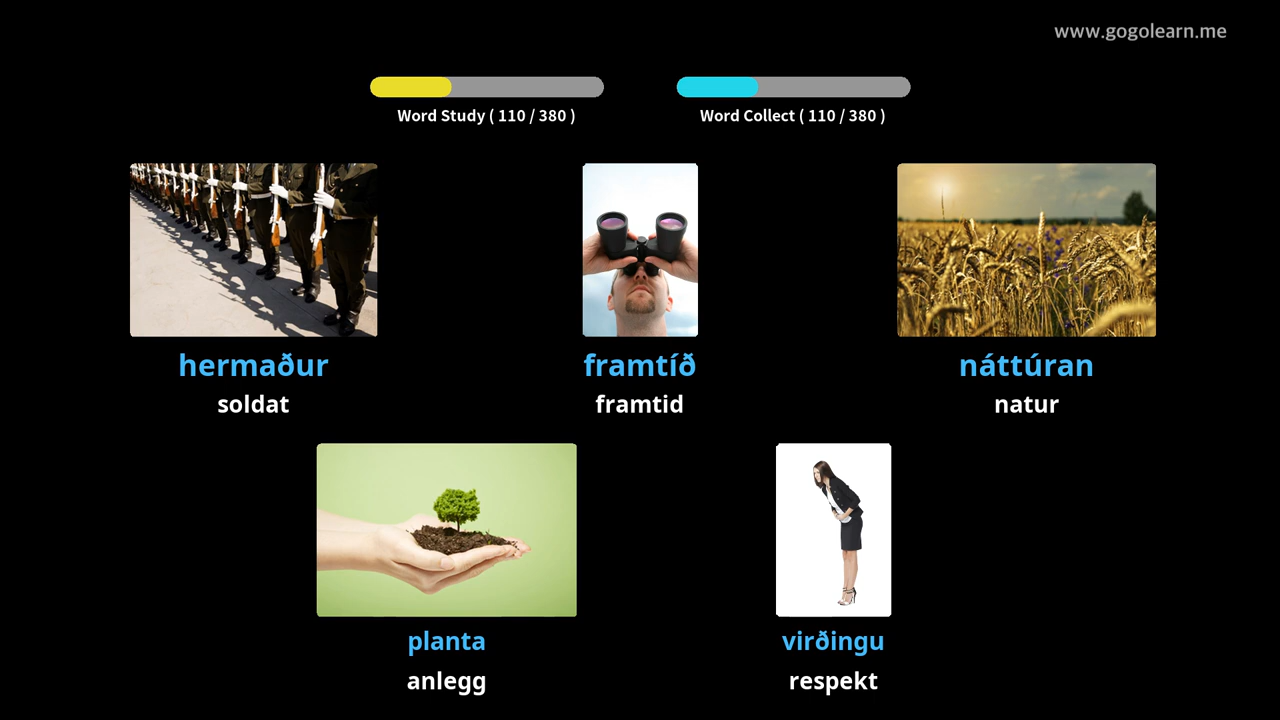 www.gogolearn.me
Word Study ( 110 / 380 )
Word Collect ( 110 / 380 )
hermaður
framtíð
náttúran
soldat
framtid
natur
planta
virðingu
anlegg
respekt